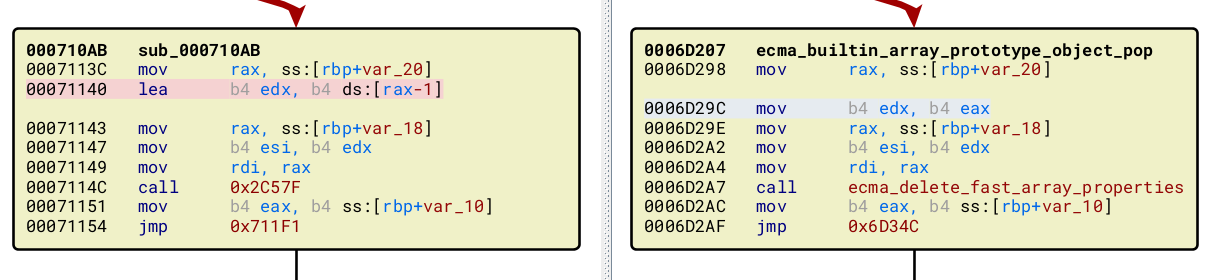 000710AB sub_000710AB
0007113C mov rax, ss:[rbp+var_20]
00071140 lea b4 edx, b4 ds:[rax-1]
00071143 mov rax, ss:[rbp+var_18]
00071147 mov b4 esi, b4 edx
00071149 mov rdi, rax
0007114C call 0x2C57F
00071151 mov b4 eax, b4 ss:[rbp+var_10]
00071154 jmp 0x711F1
0006D207 ecma_builtin_array_prototype_object_pop
0006D298 mov rax, ss:[rbp+var_20]
0006D29C mov b4 edx, b4 eax
0006D29E mov rax, ss:[rbp+var_18]
0006D2A2 mov b4 esi, b4 edx
0006D2A4 mov rdi, rax
0006D2A7 call ecma_delete_fast_array_properties
0006D2AC mov b4 eax, b4 ss:[rbp+var_10]
0006D2AF jmp 0x6D34C